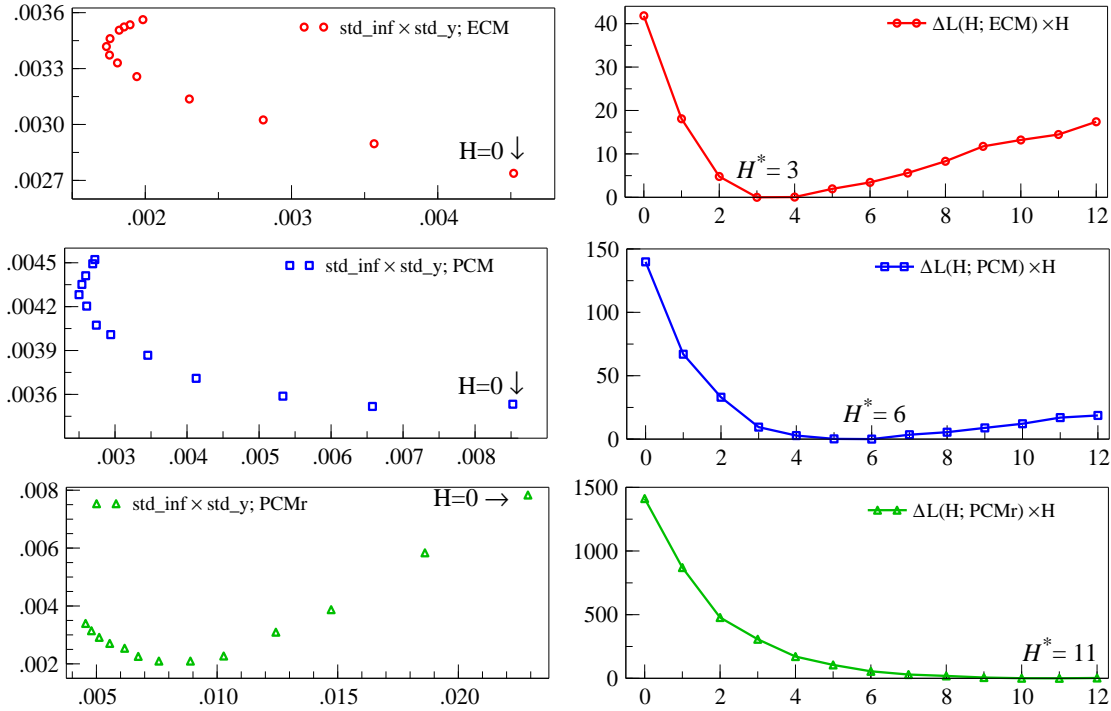 .0036
.0033
.0030
.0027
std_inf × std_y; ECM
H=0 ↓
.002 .003 .004
40
30
20
10
0
ΔL(H; ECM) ×H
H*= 3
0 2 4 6 8 10 12
.0045
.0042
.0039
.0036
std_inf × std_y; PCM
H=0 ↓
.003 .004 .005 .006 .007 .008
150
100
50
0
ΔL(H; PCM) ×H
H*= 6
0 2 4 6 8 10 12
.008
.006
.004
.002
std_inf × std_y; PCMr
H=0 →
.005 .010 .015 .020
1500
1000
500
0
ΔL(H; PCMr) ×H
H*= 11
0 2 4 6 8 10 12